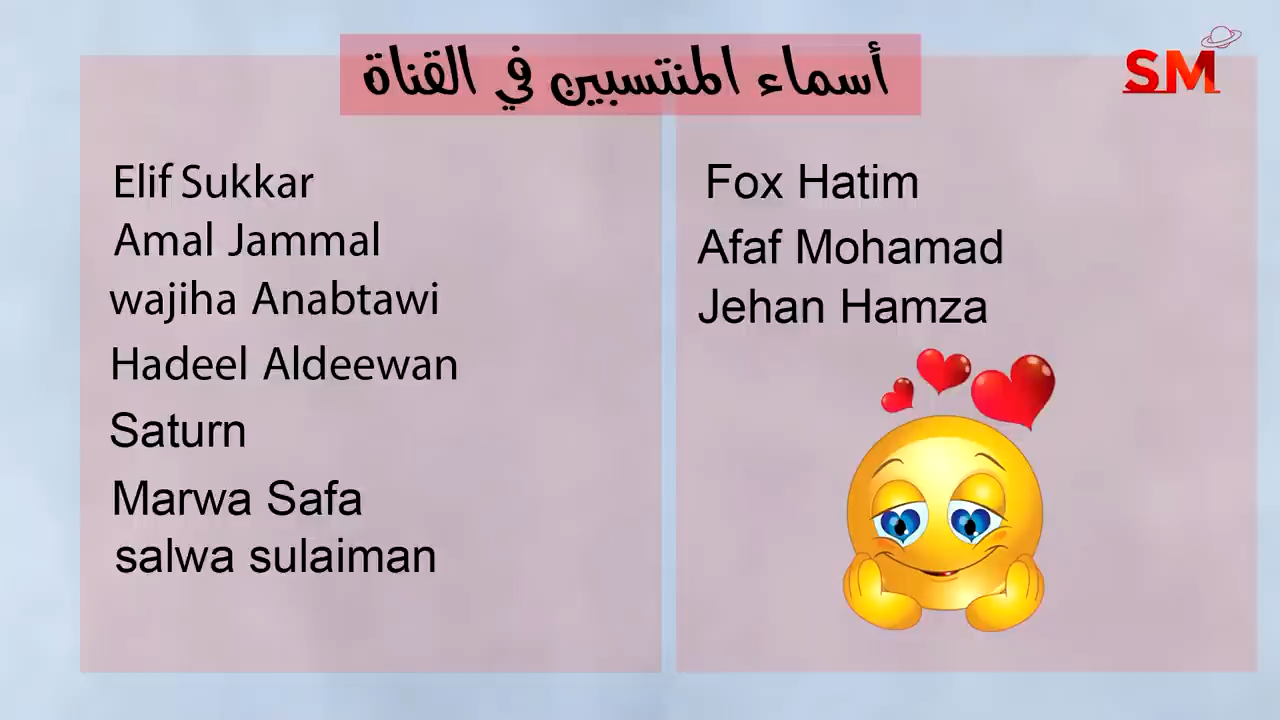 أسماء المنتسبين في القناة
SM
Elif Sukkar
Amal Jammal
wajiha Anabtawi
Hadeel Aldeewan
Saturn
Marwa Safa
salwa sulaiman
Fox Hatim
Afaf Mohamad
Jehan Hamza